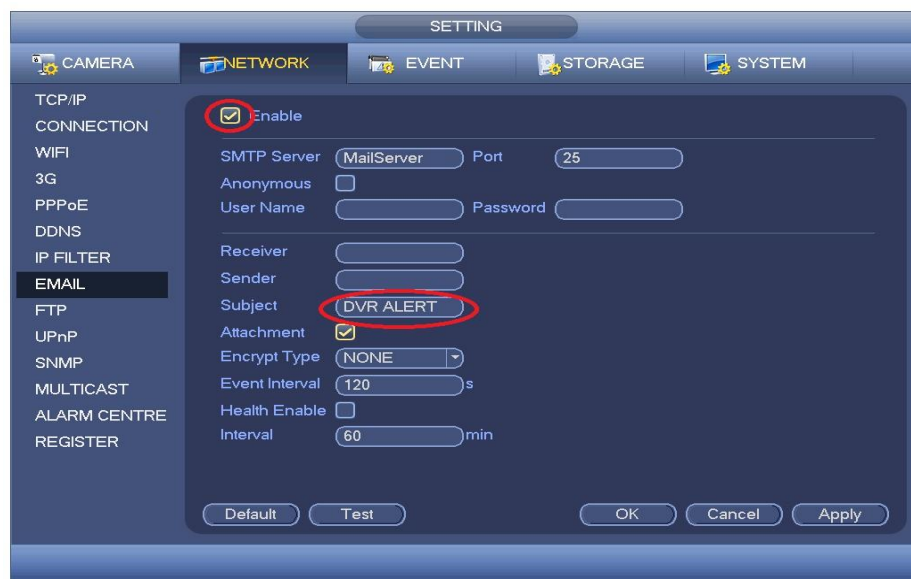 SETTING
CAMERA NETWORK EVENT STORAGE SYSTEM
TCP/IP
CONNECTION
WIFI
3G
PPPoE
DDNS
IP FILTER
EMAIL
FTP
UPnP
SNMP
MULTICAST
ALARM CENTRE
REGISTER
Enable
SMTP Server MailServer Port 25
Anonymous
User Name Password
Receiver
Sender
Subject DVR ALERT
Attachment
Encrypt Type NONE
Event Interval 120 s
Health Enable
Interval 60 min
Default Test OK Cancel Apply